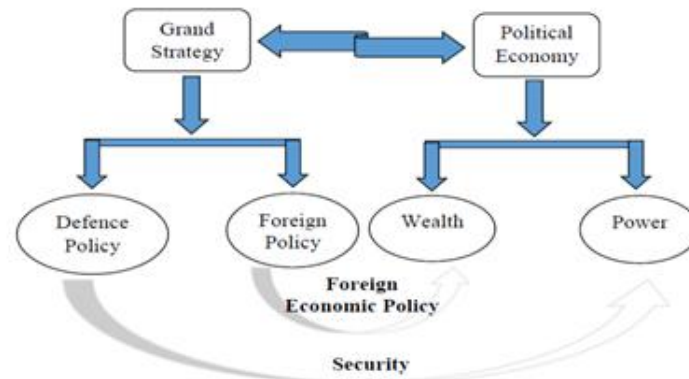 Grand
Strategy
Political
Economy
Defence
Policy
Foreign
Policy
Wealth
Power
Foreign
Economic Policy
Security